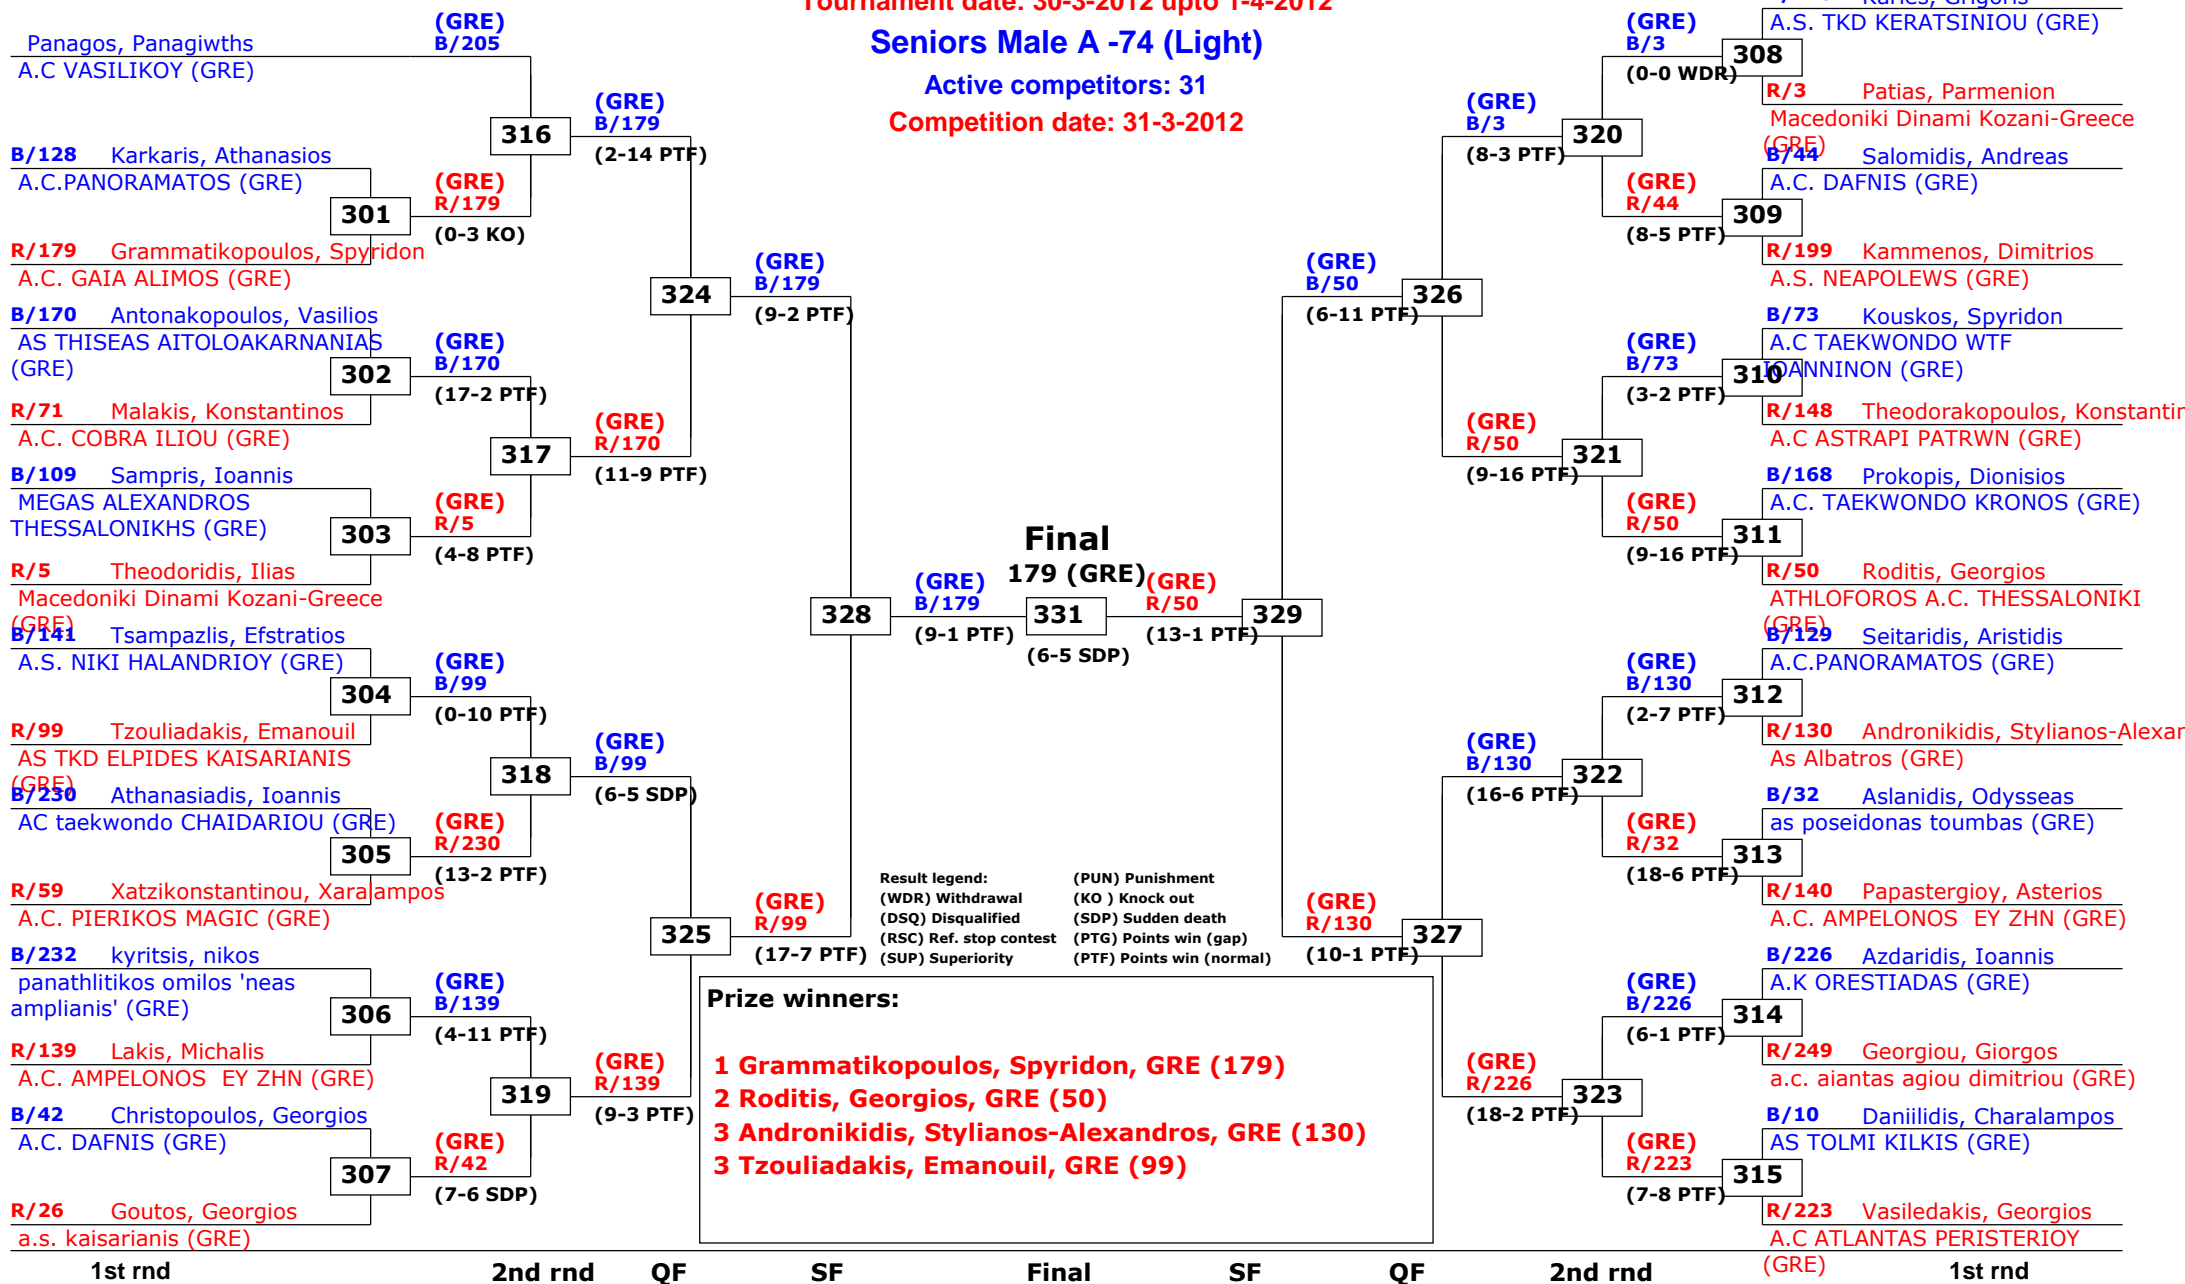 Tournament date: 30-3-2012 upto 1-4-2012
Seniors Male A -74 (Light)
Active competitors: 31
Competition date: 31-3-2012
Panagos, Panagiwths
A.C VASILIKOY (GRE)
(GRE)
B/205
B/128 Karkaris, Athanasios
A.C.PANORAMATOS (GRE)
301
(GRE)
R/179
(0-3 KO)
R/179 Grammatikopoulos, Spyridon
A.C. GAIA ALIMOS (GRE)
316
(GRE)
B/179
(2-14 PTF)
B/170 Antonakopoulos, Vasilios
AS THISEAS AITOLOAKARNANIAS
(GRE)
302
(GRE)
B/170
(17-2 PTF)
R/71 Malakis, Konstantinos
A.C. COBRA ILIOU (GRE)
317
(GRE)
R/170
(11-9 PTF)
B/109 Sampris, Ioannis
MEGAS ALEXANDROS
THESSALONIKHS (GRE)
303
(GRE)
R/5
(4-8 PTF)
R/5 Theodoridis, Ilias
Macedoniki Dinami Kozani-Greece
(GRE)
324
(GRE)
B/179
(9-2 PTF)
B/141 Tsampazlis, Efstratios
A.S. NIKI HALANDRIOY (GRE)
304
(GRE)
B/99
(0-10 PTF)
R/99 Tzouliadakis, Emanouil
AS TKD ELPIDES KAISARIANIS
(GRE)
318
(GRE)
B/99
(6-5 SDP)
B/230 Athanasiadis, Ioannis
AC taekwondo CHAIDARIOU (GRE)
305
(GRE)
R/230
(13-2 PTF)
R/59 Xatzikonstantinou, Xaralampos
A.C. PIERIKOS MAGIC (GRE)
325
(GRE)
R/99
(17-7 PTF)
B/232 kyritsis, nikos
panathlitikos omilos 'neas
amplianis' (GRE)
306
(GRE)
B/139
(4-11 PTF)
R/139 Lakis, Michalis
A.C. AMPELONOS EY ZHN (GRE)
319
(GRE)
R/139
(9-3 PTF)
B/42 Christopoulos, Georgios
A.C. DAFNIS (GRE)
307
(GRE)
R/42
(7-6 SDP)
R/26 Goutos, Georgios
a.s. kaisarianis (GRE)
328
(GRE)
B/179
(9-1 PTF)
Final
179 (GRE)
331
(6-5 SDP)
(GRE)
R/50
(13-1 PTF)
329
(GRE)
B/50
(6-11 PTF)
326
(GRE)
B/3
(8-3 PTF)
320
(GRE)
B/3
(0-0 WDR)
308
A.S. TKD KERATSINIOU (GRE)
R/3 Patias, Parmenion
Macedoniki Dinami Kozani-Greece
(GRE)
B/44 Salomidis, Andreas
A.C. DAFNIS (GRE)
(GRE)
R/44
(8-5 PTF)
309
R/199 Kammenos, Dimitrios
A.S. NEAPOLEWS (GRE)
B/73 Kouskos, Spyridon
A.C TAEKWONDO WTF
IOANNINON (GRE)
(GRE)
B/73
(3-2 PTF)
310
R/148 Theodorakopoulos, Konstantin
A.C ASTRAPI PATRWN (GRE)
(GRE)
R/50
(9-16 PTF)
321
B/168 Prokopis, Dionisios
A.C. TAEKWONDO KRONOS (GRE)
(GRE)
R/50
(9-16 PTF)
311
R/50 Roditis, Georgios
ATHLOFOROS A.C. THESSALONIKI
(GRE)
B/129 Seitaridis, Aristidis
A.C.PANORAMATOS (GRE)
(GRE)
B/130
(2-7 PTF)
312
R/130 Andronikidis, Stylianos-Alexan
As Albatros (GRE)
(GRE)
B/130
(16-6 PTF)
322
B/32 Aslanidis, Odysseas
as poseidonas toumbas (GRE)
(GRE)
R/32
(18-6 PTF)
313
R/140 Papastergioy, Asterios
A.C. AMPELONOS EY ZHN (GRE)
(GRE)
R/130
(10-1 PTF)
327
B/226 Azdaridis, Ioannis
A.K ORESTIADAS (GRE)
(GRE)
B/226
(6-1 PTF)
314
R/249 Georgiou, Giorgos
a.c. aiantas agiou dimitriou (GRE)
(GRE)
R/226
(18-2 PTF)
323
B/10 Daniilidis, Charalampos
AS TOLMI KILKIS (GRE)
(GRE)
R/223
(7-8 PTF)
315
R/223 Vasiledakis, Georgios
A.C ATLANTAS PERISTERIOY
(GRE)
Result legend: (PUN) Punishment
(WDR) Withdrawal (KO ) Knock out
(DSQ) Disqualified (SDP) Sudden death
(RSC) Ref. stop contest (PTG) Points win (gap)
(SUP) Superiority (PTF) Points win (normal)
Prize winners:
1 Grammatikopoulos, Spyridon, GRE (179)
2 Roditis, Georgios, GRE (50)
3 Andronikidis, Stylianos-Alexandros, GRE (130)
3 Tzouliadakis, Emanouil, GRE (99)
1st rnd 2nd rnd QF SF Final SF QF 2nd rnd 1st rnd